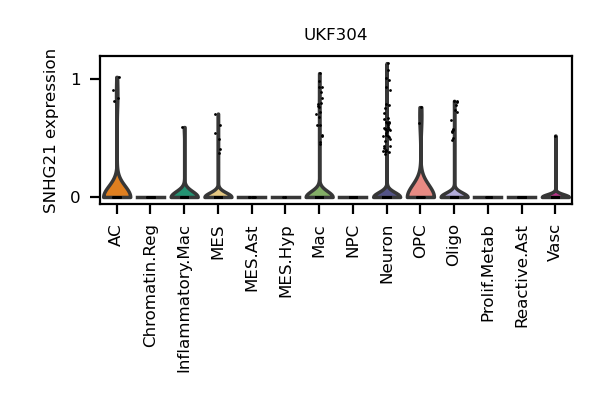 UKF304
SNHG21 expression
1
0
AC
Chromatin.Reg
Inflammatory.Mac
MES
MES.Ast
MES.Hyp
Mac
NPC
Neuron
OPC
Oligo
Prolif.Metab
Reactive.Ast
Vasc